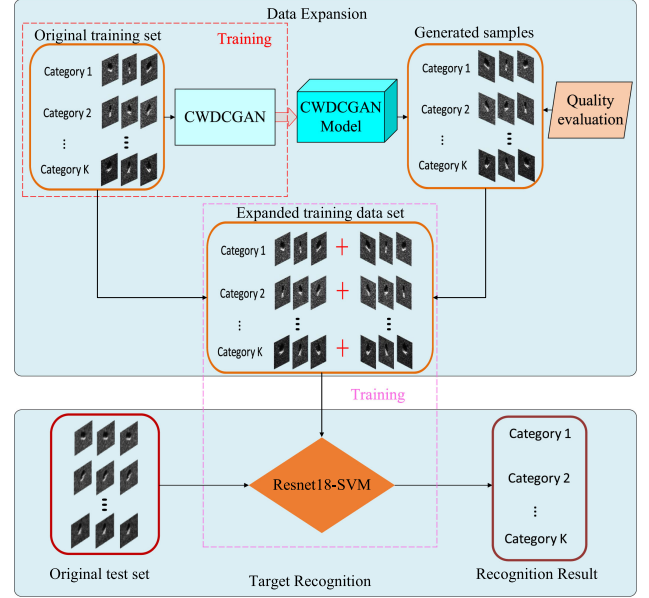 Data Expansion
Original training set
Training
Generated samples
Category 1
Category 2
...
Category K
CWDCGAN
CWDCGAN
Model
Category 1
Category 2
...
Category K
Quality
evaluation
Expanded training data set
Category 1 +
Category 2 +
...
Category K +
Training
Resnet18-SVM
Category 1
Category 2
...
Category K
Original test set
Target Recognition
Recognition Result